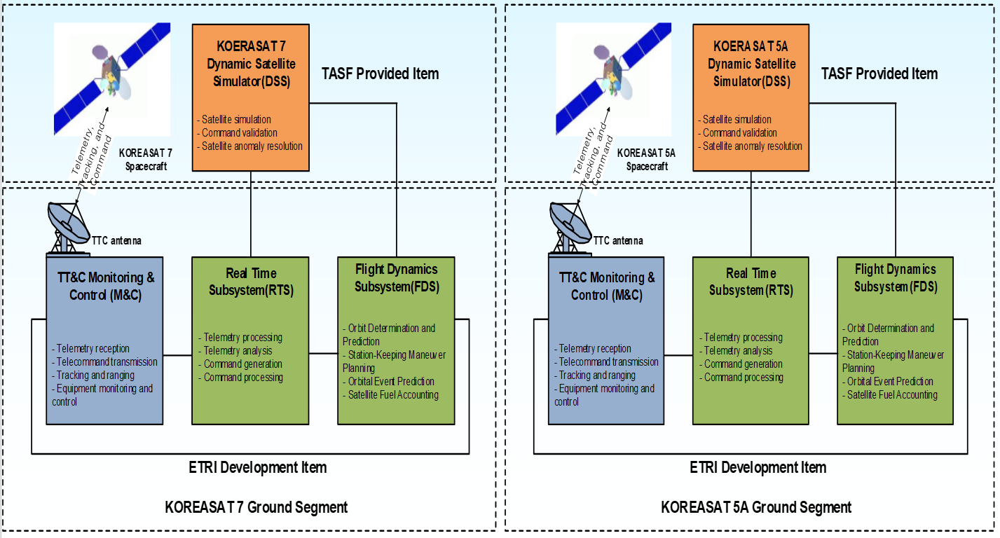 KOERASAT 7
Dynamic Satellite
Simulator(DSS)
- Satellite simulation
- Command validation
- Satellite anomaly resolution
TASF Provided Item
Telemetry,
Tracking, and
Command
KOREASAT 7
Spacecraft
TTC antenna
TT&C Monitoring &
Control (M&C)
- Telemetry reception
- Telecommand transmission
- Tracking and ranging
- Equipment monitoring and
control
Real Time
Subsystem(RTS)
- Telemetry processing
- Telemetry analysis
- Command generation
- Command processing
Flight Dynamics
Subsystem(FDS)
- Orbit Determination and
Prediction
- Station-Keeping Maneuver
Planning
- Orbital Event Prediction
- Satellite Fuel Accounting
ETRI Development Item
KOREASAT 7 Ground Segment
KOERASAT 5A
Dynamic Satellite
Simulator(DSS)
- Satellite simulation
- Command validation
- Satellite anomaly resolution
TASF Provided Item
Telemetry,
Tracking, and
Command
KOREASAT 5A
Spacecraft
TTC antenna
TT&C Monitoring &
Control (M&C)
- Telemetry reception
- Telecommand transmission
- Tracking and ranging
- Equipment monitoring and
control
Real Time
Subsystem(RTS)
- Telemetry processing
- Telemetry analysis
- Command generation
- Command processing
Flight Dynamics
Subsystem(FDS)
- Orbit Determination and
Prediction
- Station-Keeping Maneuver
Planning
- Orbital Event Prediction
- Satellite Fuel Accounting
ETRI Development Item
KOREASAT 5A Ground Segment